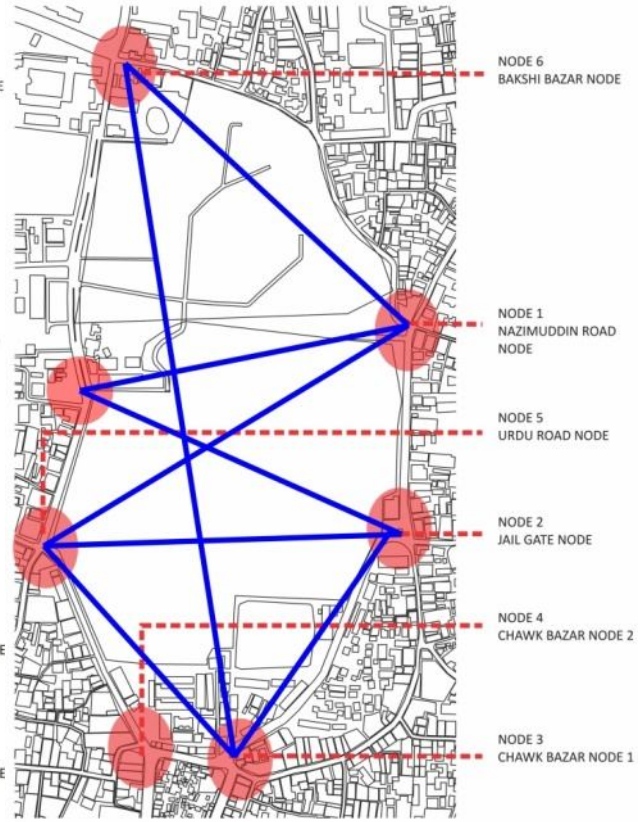 NODE 6
BAKSHI BAZAR NODE
NODE 1
NAZIMUDDIN ROAD
NODE
NODE 5
URDU ROAD NODE
NODE 2
JAIL GATE NODE
NODE 4
CHAWK BAZAR NODE 2
NODE 3
CHAWK BAZAR NODE 1